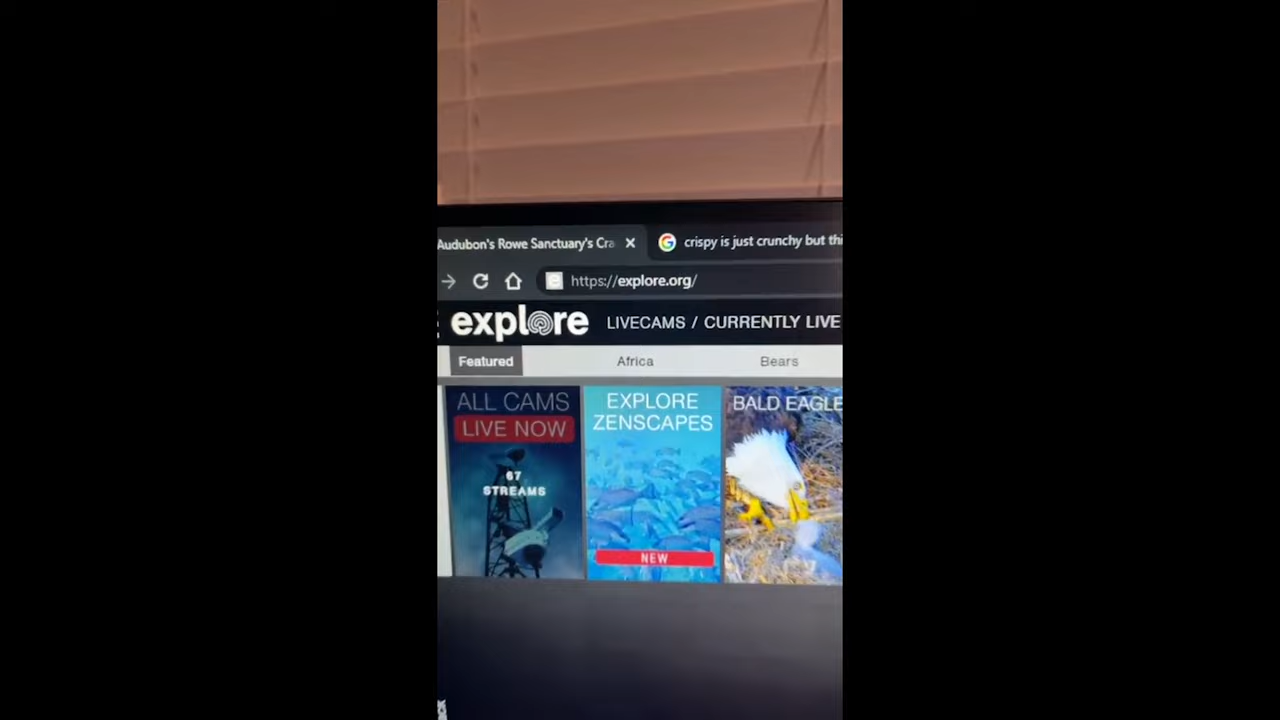 Audubon's Rowe Sanctuary's Cra
crispy is just crunchy but thi
https://explore.org/
explore LIVECAMS / CURRENTLY LIVE
Featured Africa Bears
ALL CAMS
LIVE NOW
67
STREAMS
EXPLORE
ZENSCAPES
NEW
BALD EAGLE